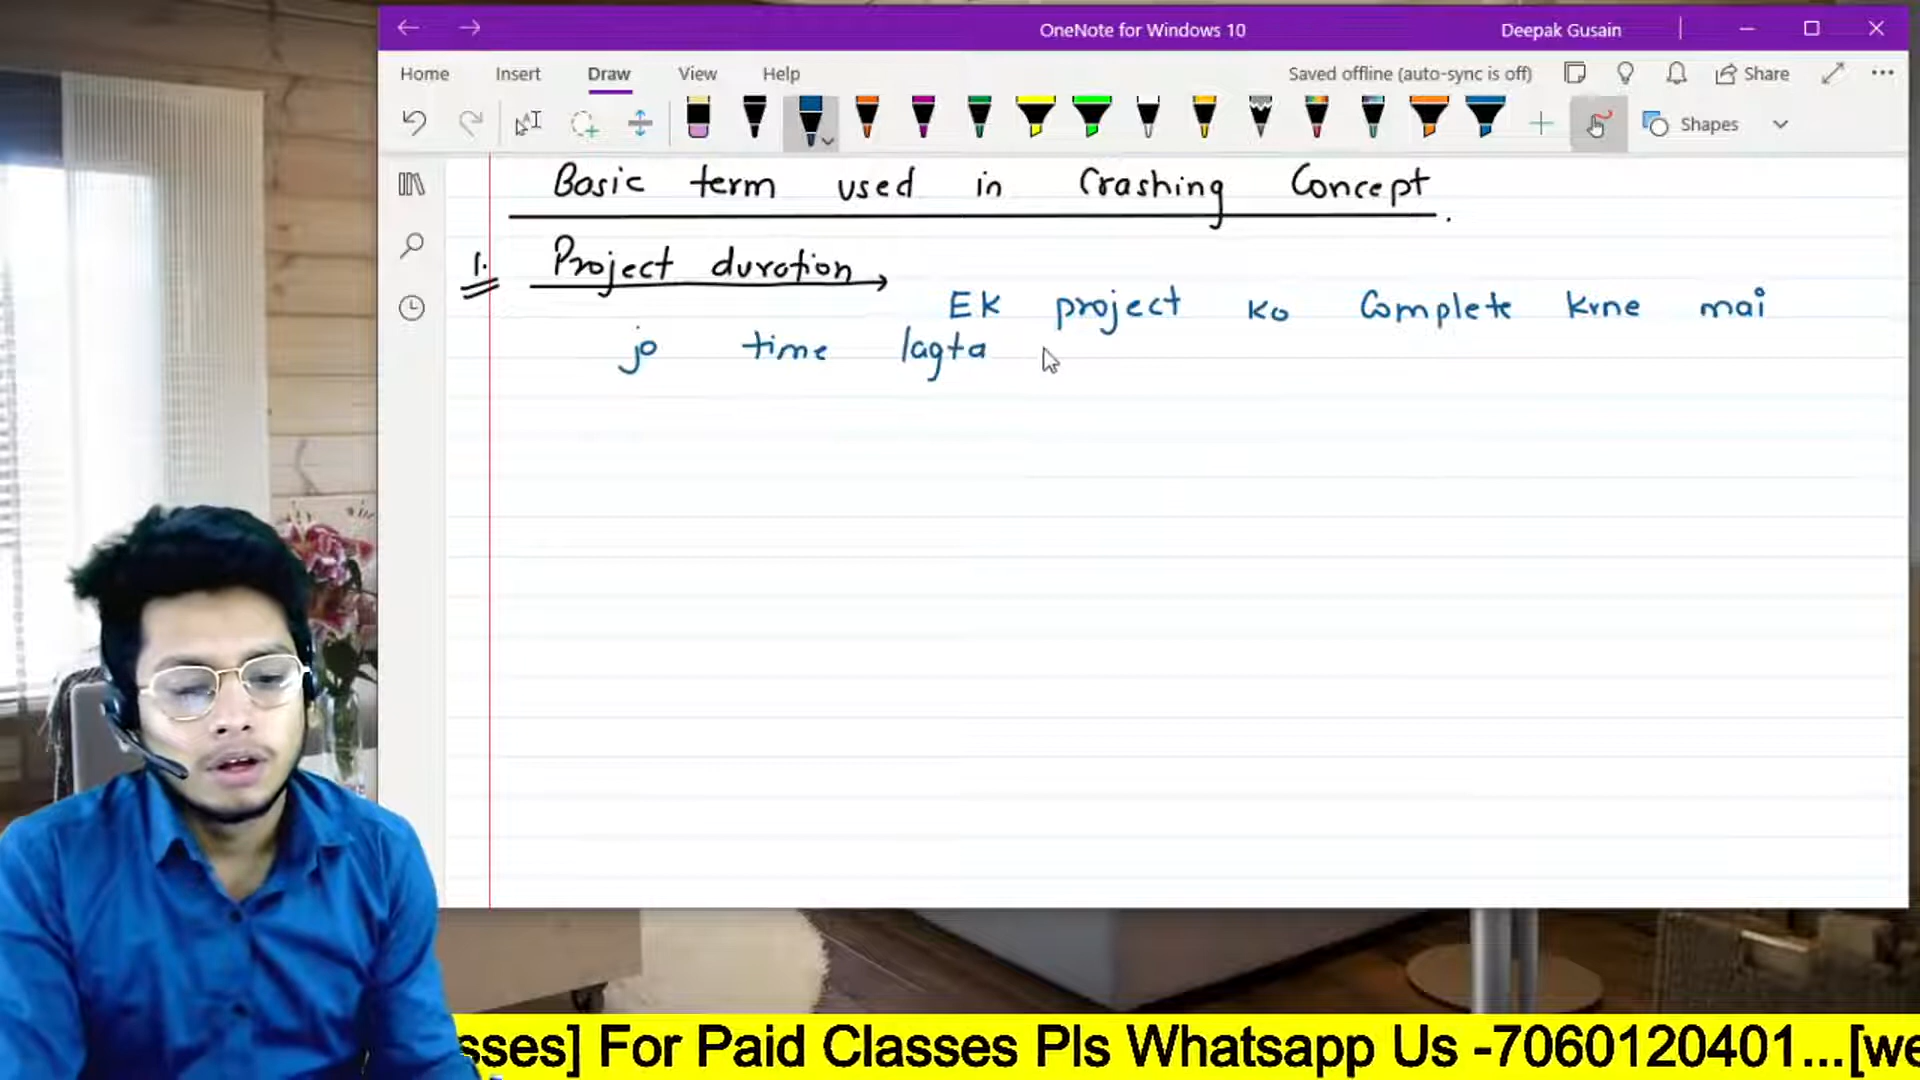 OneNote for Windows 10 Deepak Gusain
Home Insert Draw View Help Saved offline (auto-sync is off) Share
Shapes
Basic term used in Crashing Concept.
1. Project duration →
Ek project ko Complete krne mai
jo time lagta
sses] For Paid Classes Pls Whatsapp Us -7060120401...[we